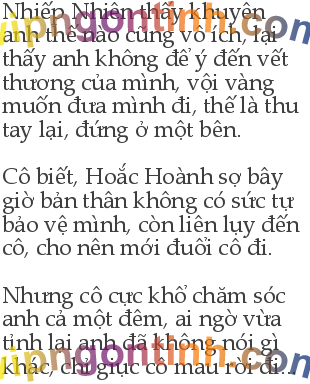 Nhiếp Nhiên thấy khuyên
anh thế nào cũng vô ích, lại
thấy anh không để ý đến vết
thương của mình, vội vàng
muốn đưa mình đi, thế là thu
tay lại, đứng ở một bên.
Cô biết, Hoắc Hoành sợ bây
giờ bản thân không có sức tự
bảo vệ mình, còn liên lụy đến
cô, cho nên mới đuổi cô đi.
Nhưng cô cực khổ chăm sóc
anh cả một đêm, ai ngờ vừa
tỉnh lại anh đã không nói gì
khác, chỉ giục cô mau rời đi...
vipngontinh.com
vipngontinh.com